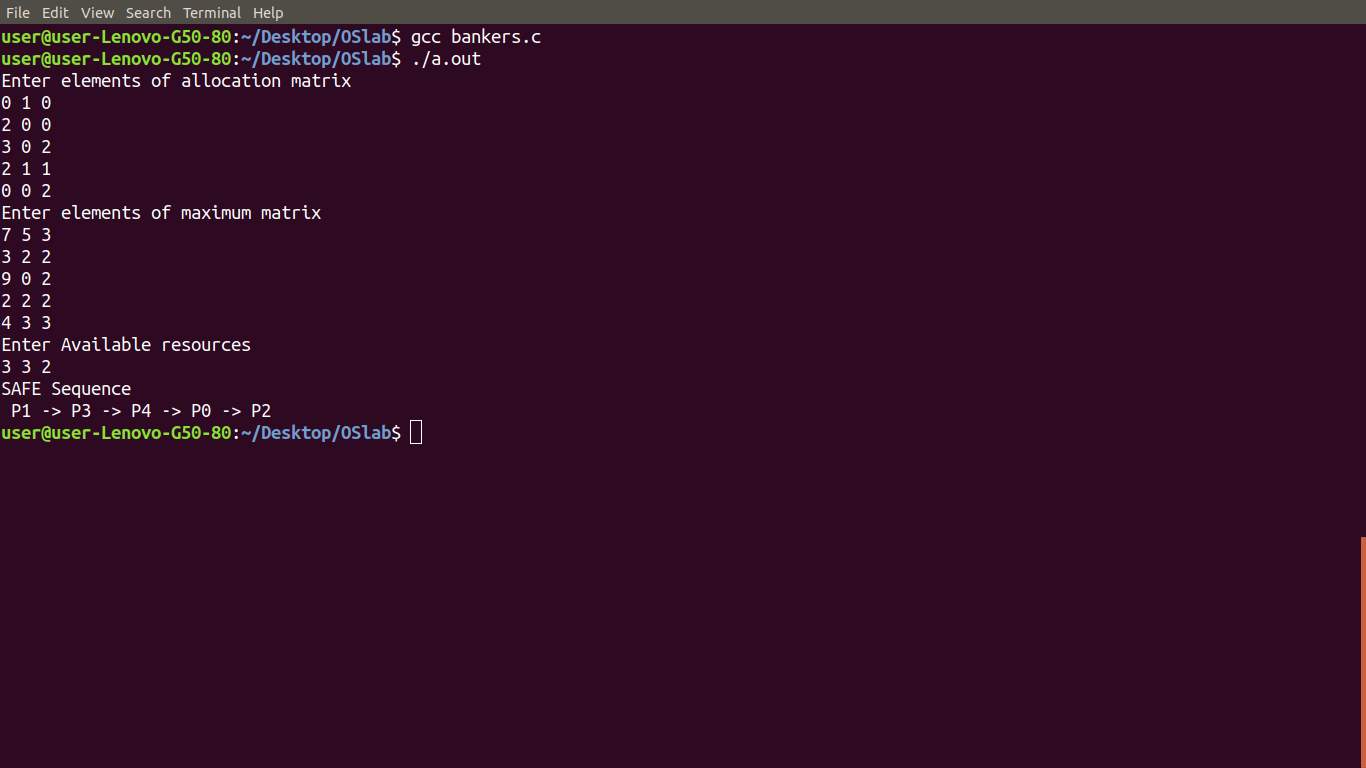 File Edit View Search Terminal Help
user@user-Lenovo-G50-80:~/Desktop/OSlab$ gcc bankers.c
user@user-Lenovo-G50-80:~/Desktop/OSlab$ ./a.out
Enter elements of allocation matrix
0 1 0
2 0 0
3 0 2
2 1 1
0 0 2
Enter elements of maximum matrix
7 5 3
3 2 2
9 0 2
2 2 2
4 3 3
Enter Available resources
3 3 2
SAFE Sequence
 P1 -> P3 -> P4 -> P0 -> P2
user@user-Lenovo-G50-80:~/Desktop/OSlab$